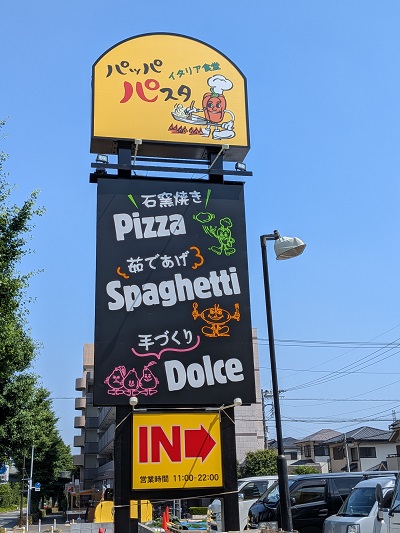 パッパ
イタリア食堂
パスタ
石窯焼き
Pizza
茹であげ
Spaghetti
手づくり
Dolce
IN
営業時間 11:00-22:00